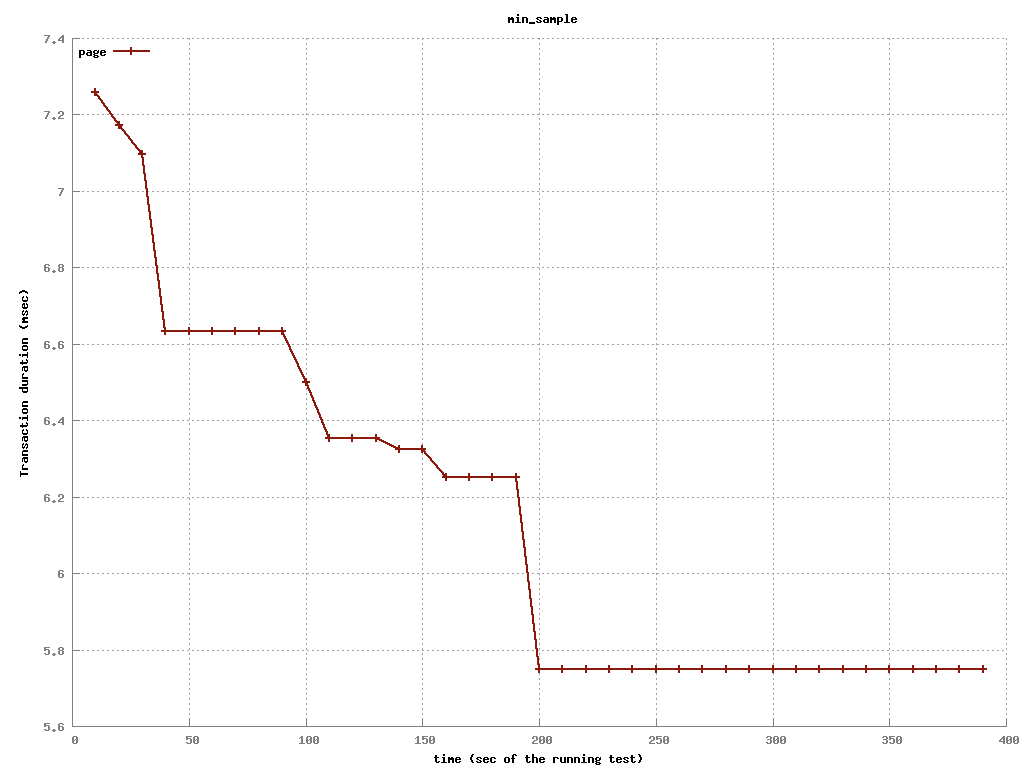 min_sample
page
7.4
7.2
7
6.8
6.6
6.4
6.2
6
5.8
5.6
Transaction duration (msec)
0 50 100 150 200 250 300 350 400
time (sec of the running test)